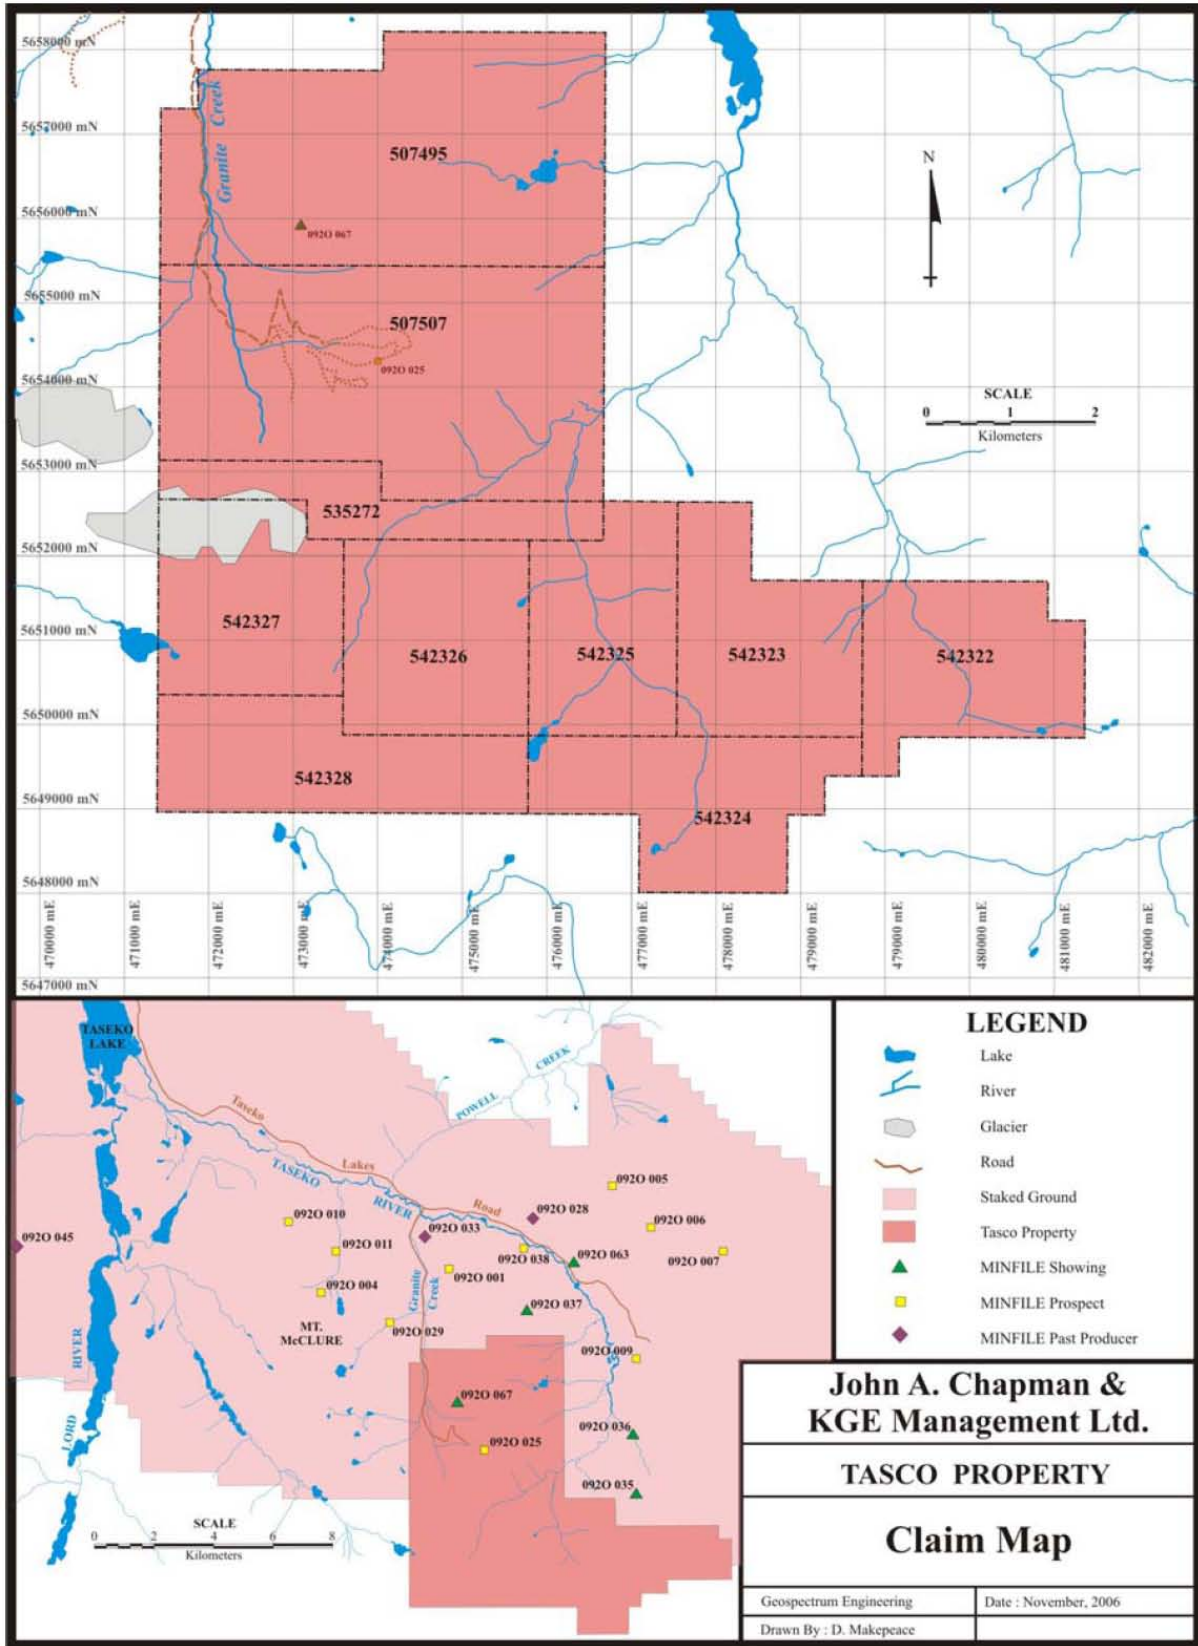 5658000 mN
5657000 mN
5656000 mN
5655000 mN
5654000 mN
5653000 mN
5652000 mN
5651000 mN
5650000 mN
5649000 mN
5648000 mN
5647000 mN
Granite Creek
507495
092O 067
507507
092O 025
535272
542327
542326
542325
542323
542322
542328
542324
N
SCALE
0 1 2
Kilometers
470000 mE
471000 mE
472000 mE
473000 mE
474000 mE
475000 mE
476000 mE
477000 mE
478000 mE
479000 mE
479000 mE
480000 mE
481000 mE
482000 mE
TASEKO
LAKE
POWELL CREEK
Taseko Lakes Road
TASEKO RIVER
092O 005
092O 010
092O 028
092O 006
092O 045
092O 011
092O 033
092O 038
092O 063
092O 007
092O 004
092O 001
Granite
Creek
092O 037
MT.
McCLURE
092O 029
092O 009
LORD RIVER
092O 067
092O 036
092O 025
092O 035
SCALE
0 2 4 6 8
Kilometers
LEGEND
Lake
River
Glacier
Road
Staked Ground
Tasco Property
MINFILE Showing
MINFILE Prospect
MINFILE Past Producer
John A. Chapman &
KGE Management Ltd.
TASCO PROPERTY
Claim Map
Geospectrum Engineering
Date : November, 2006
Drawn By : D. Makepeace